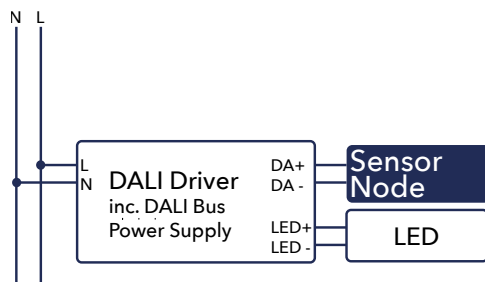 N L
L
N
DALI Driver
inc. DALI Bus
Power Supply
DA+
DA -
LED+
LED -
Sensor
Node
LED